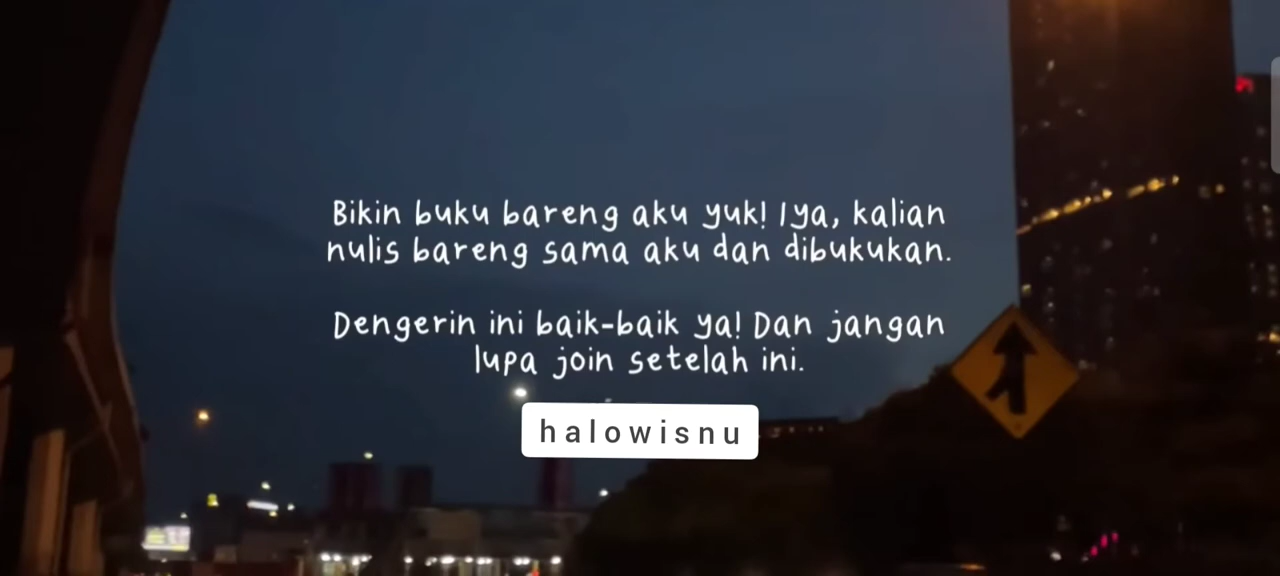 Bikin buku bareng aku yuk! Iya, kalian
nulis bareng sama aku dan dibukukan.
Dengerin ini baik-baik ya! Dan jangan
lupa join setelah ini.
halowisnu